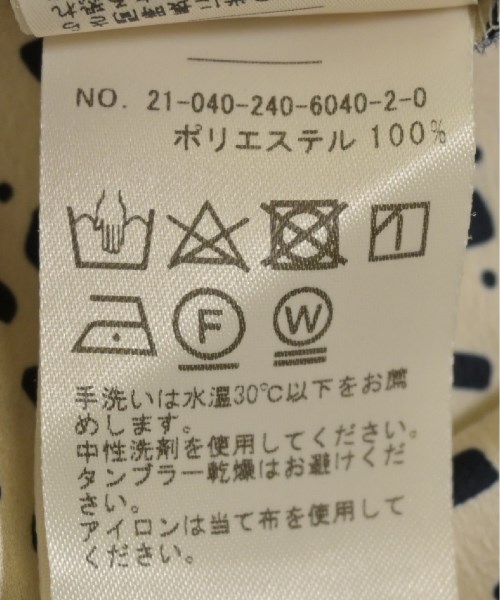 NO. 21-040-240-6040-2-0
ポリエステル 100%
F
W
手洗いは水温30℃以下をお薦
めします。
中性洗剤を使用してください。
タンブラー乾燥はお避けくだ
さい。
アイロンは当て布を使用して
ください。